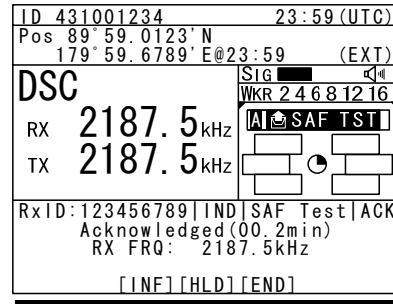 ID 431001234 23:59(UTC)
Pos 89°59.0123'N
179°59.6789'E@23:59 (EXT)
DSC
SIG
WKR 2 4 6 8 12 16
RX 2187.5kHz
A SAF TST
TX 2187.5kHz
RxID:123456789|IND|SAF Test|ACK
Acknowledged(00.2min)
RX FRQ: 2187.5kHz
[INF][HLD][END]